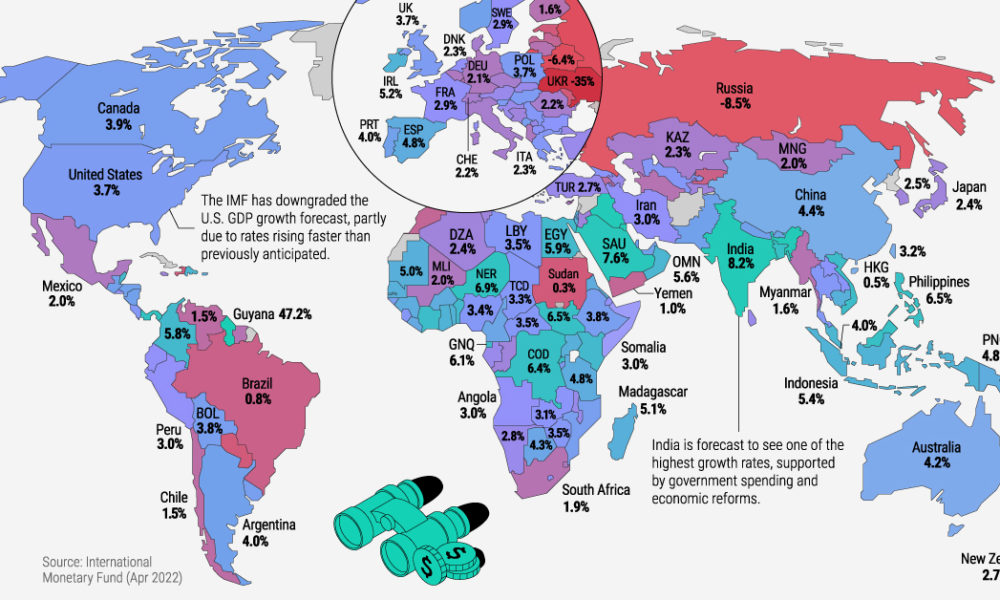 UK
3.7%
SWE
2.9%
1.6%
DNK
2.3%
DEU
2.1%
POL
3.7%
-6.4%
UKR -35%
IRL
5.2%
FRA
2.9%
2.2%
PRT
4.0%
ESP
4.8%
CHE
2.2%
ITA
2.3%
Canada
3.9%
United States
3.7%
The IMF has downgraded the
U.S. GDP growth forecast, partly
due to rates rising faster than
previously anticipated.
Mexico
2.0%
1.5%
Guyana 47.2%
5.8%
Brazil
0.8%
BOL
3.8%
Peru
3.0%
Chile
1.5%
Argentina
4.0%
Russia
-8.5%
KAZ
2.3%
MNG
2.0%
China
4.4%
2.5%
Japan
2.4%
TUR 2.7%
Iran
3.0%
DZA
2.4%
LBY
3.5%
EGY
5.9%
SAU
7.6%
OMN
5.6%
Yemen
1.0%
India
8.2%
Myanmar
1.6%
3.2%
HKG
0.5%
Philippines
6.5%
4.0%
Indonesia
5.4%
PN
4.8
5.0%
MLI
2.0%
NER
6.9%
TCD
3.3%
Sudan
0.3%
3.4%
3.5%
6.5%
3.8%
GNQ
6.1%
COD
6.4%
Somalia
3.0%
4.8%
Angola
3.0%
Madagascar
5.1%
3.1%
2.8%
4.3%
3.5%
South Africa
1.9%
India is forecast to see one of the
highest growth rates, supported
by government spending and
economic reforms.
Australia
4.2%
New Ze
2.7
$ $
Source: International
Monetary Fund (Apr 2022)